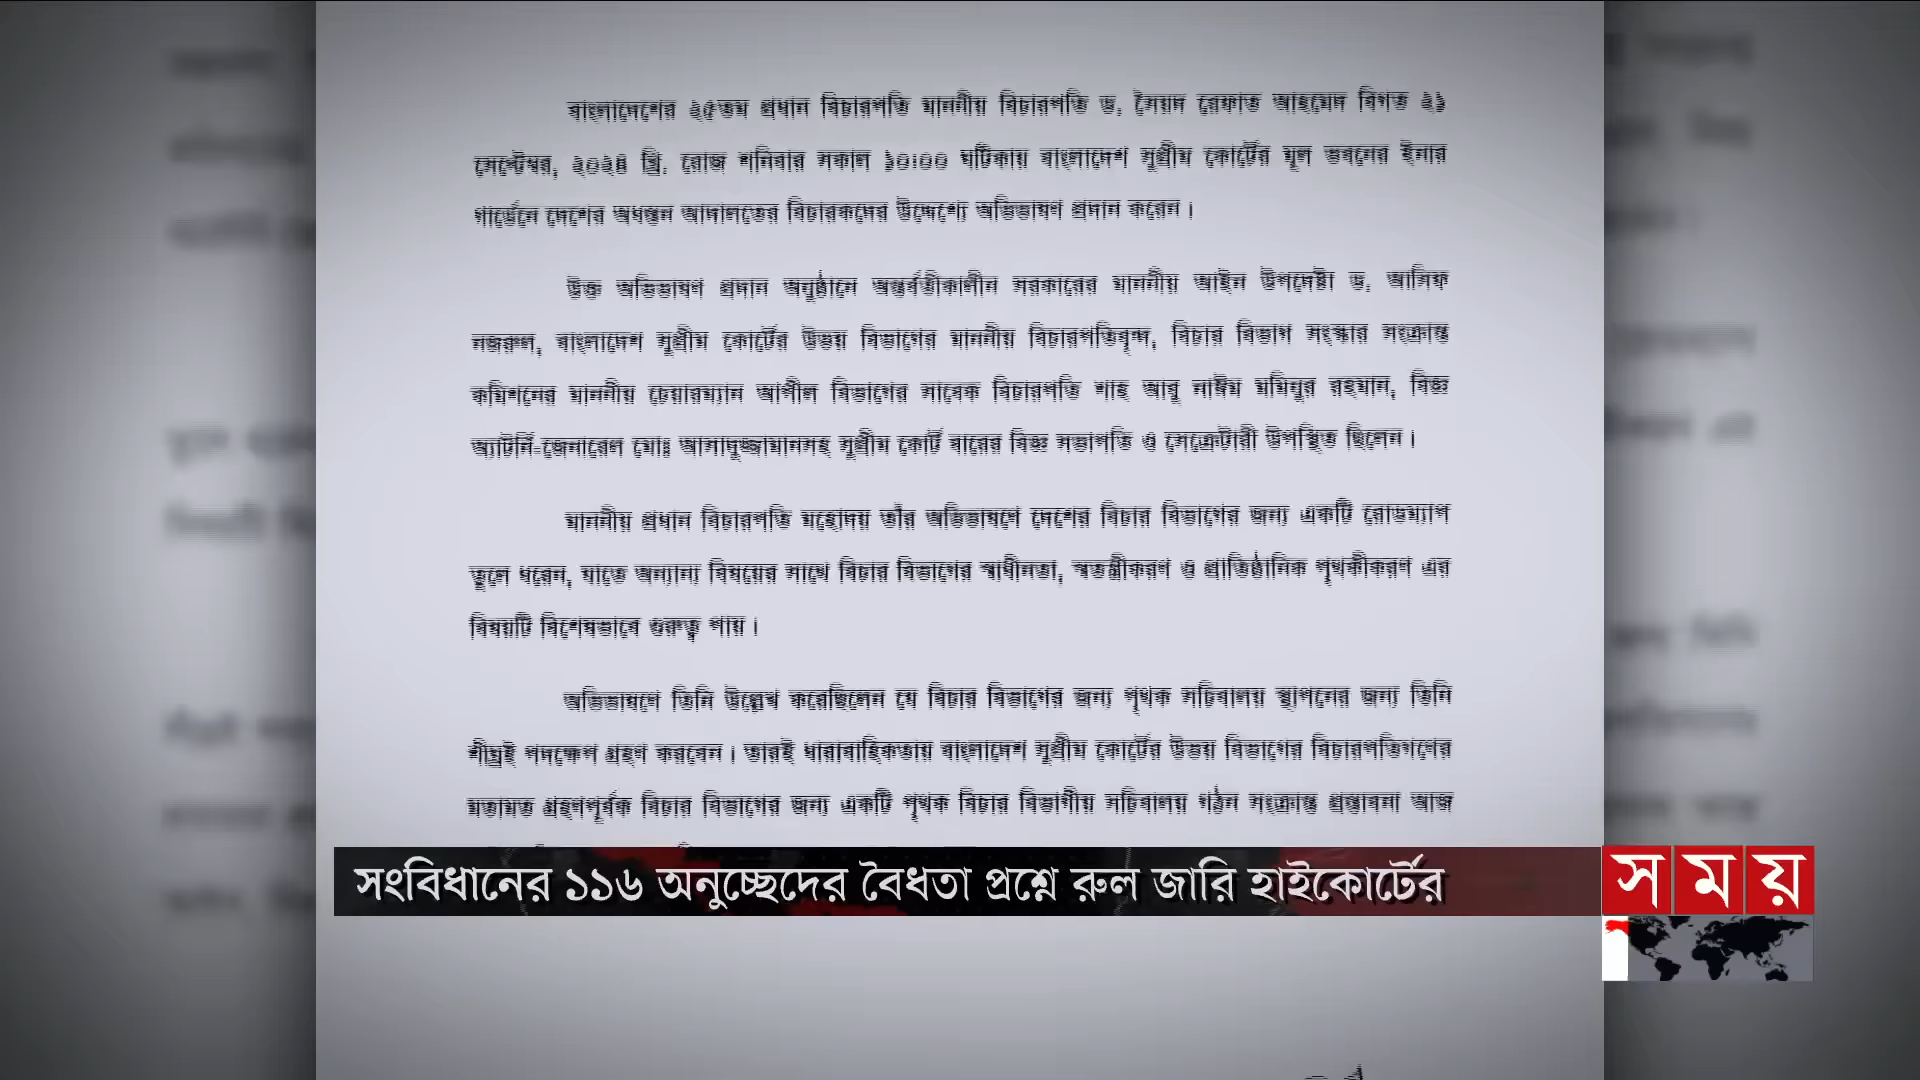 বাংলাদেশের ২৫তম প্রধান বিচারপতি মাননীয় বিচারপতি ড. সৈয়দ রেফাত আহমেদ বিগত ২১
সেপ্টেম্বর, ২০২৪ খ্রি. রোজ শনিবার সকাল ১০:০০ ঘটিকায় বাংলাদেশ সুপ্রীম কোর্টের মূল ভবনের ইনার
গার্ডেনে দেশের অধস্তন আদালতের বিচারকদের উদ্দেশ্যে অভিভাষণ প্রদান করেন।
উক্ত অভিভাষণ প্রদান অনুষ্ঠানে অন্তর্বর্তীকালীন সরকারের মাননীয় আইন উপদেষ্টা ড. আসিফ
নজরুল, বাংলাদেশ সুপ্রীম কোর্টের উভয় বিভাগের মাননীয় বিচারপতিবৃন্দ, বিচার বিভাগ সংস্কার সংক্রান্ত
কমিশনের মাননীয় চেয়ারম্যান আপীল বিভাগের সাবেক বিচারপতি শাহ আবু নাঈম মমিনুর রহমান, বিজ্ঞ
অ্যাটর্নি-জেনারেল মোঃ আসাদুজ্জামানসহ সুপ্রীম কোর্ট বারের বিজ্ঞ সভাপতি ও সেক্রেটারী উপস্থিত ছিলেন।
মাননীয় প্রধান বিচারপতি মহোদয় তাঁর অভিভাষণে দেশের বিচার বিভাগের জন্য একটি রোডম্যাপ
তুলে ধরেন, যাতে অন্যান্য বিষয়ের সাথে বিচার বিভাগের স্বাধীনতা, স্বতন্ত্রীকরণ ও প্রাতিষ্ঠানিক পৃথকীকরণ এর
বিষয়টি বিশেষভাবে গুরুত্ব পায়।
অভিভাষণে তিনি উল্লেখ করেছিলেন যে বিচার বিভাগের জন্য পৃথক সচিবালয় স্থাপনের জন্য তিনি
শীঘ্রই পদক্ষেপ গ্রহণ করবেন। তারই ধারাবাহিকতায় বাংলাদেশ সুপ্রীম কোর্টের উভয় বিভাগের বিচারপতিগণের
মতামত গ্রহণপূর্বক বিচার বিভাগের জন্য একটি পৃথক বিচার বিভাগীয় সচিবালয় গঠন সংক্রান্ত প্রস্তাবনা আজ
সংবিধানের ১১৬ অনুচ্ছেদের বৈধতা প্রশ্নে রুল জারি হাইকোর্টের
সময়